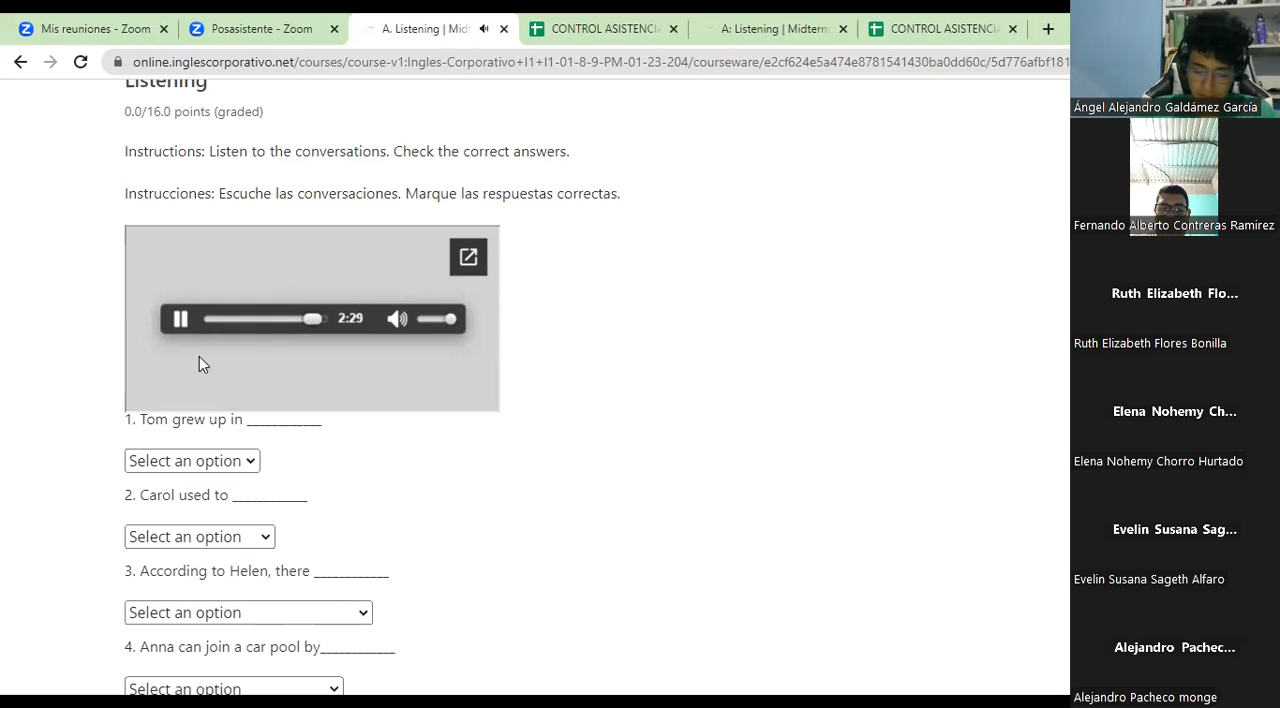 Mis reuniones - Zoom
Posasistente - Zoom
A. Listening | Mid
CONTROL ASISTENCIA
A: Listening | Midterm
CONTROL ASISTENCIA
online.inglescorporativo.net/courses/course-v1:Ingles-Corporativo+I1+I1-01-8-9-PM-01-23-204/courseware/e2cf624e5a474e8781541430ba0dd60c/5d776afbf181
Listening
0.0/16.0 points (graded)
Instructions: Listen to the conversations. Check the correct answers.
Instrucciones: Escuche las conversaciones. Marque las respuestas correctas.
2:29
1. Tom grew up in ____________
Select an option
2. Carol used to ____________
Select an option
3. According to Helen, there ____________
Select an option
4. Anna can join a car pool by____________
Select an option
Ángel Alejandro Galdámez García
Fernando Alberto Contreras Ramirez
Ruth Elizabeth Flo...
Ruth Elizabeth Flores Bonilla
Elena Nohemy Ch...
Elena Nohemy Chorro Hurtado
Evelin Susana Sag...
Evelin Susana Sageth Alfaro
Alejandro Pachec...
Alejandro Pacheco monge